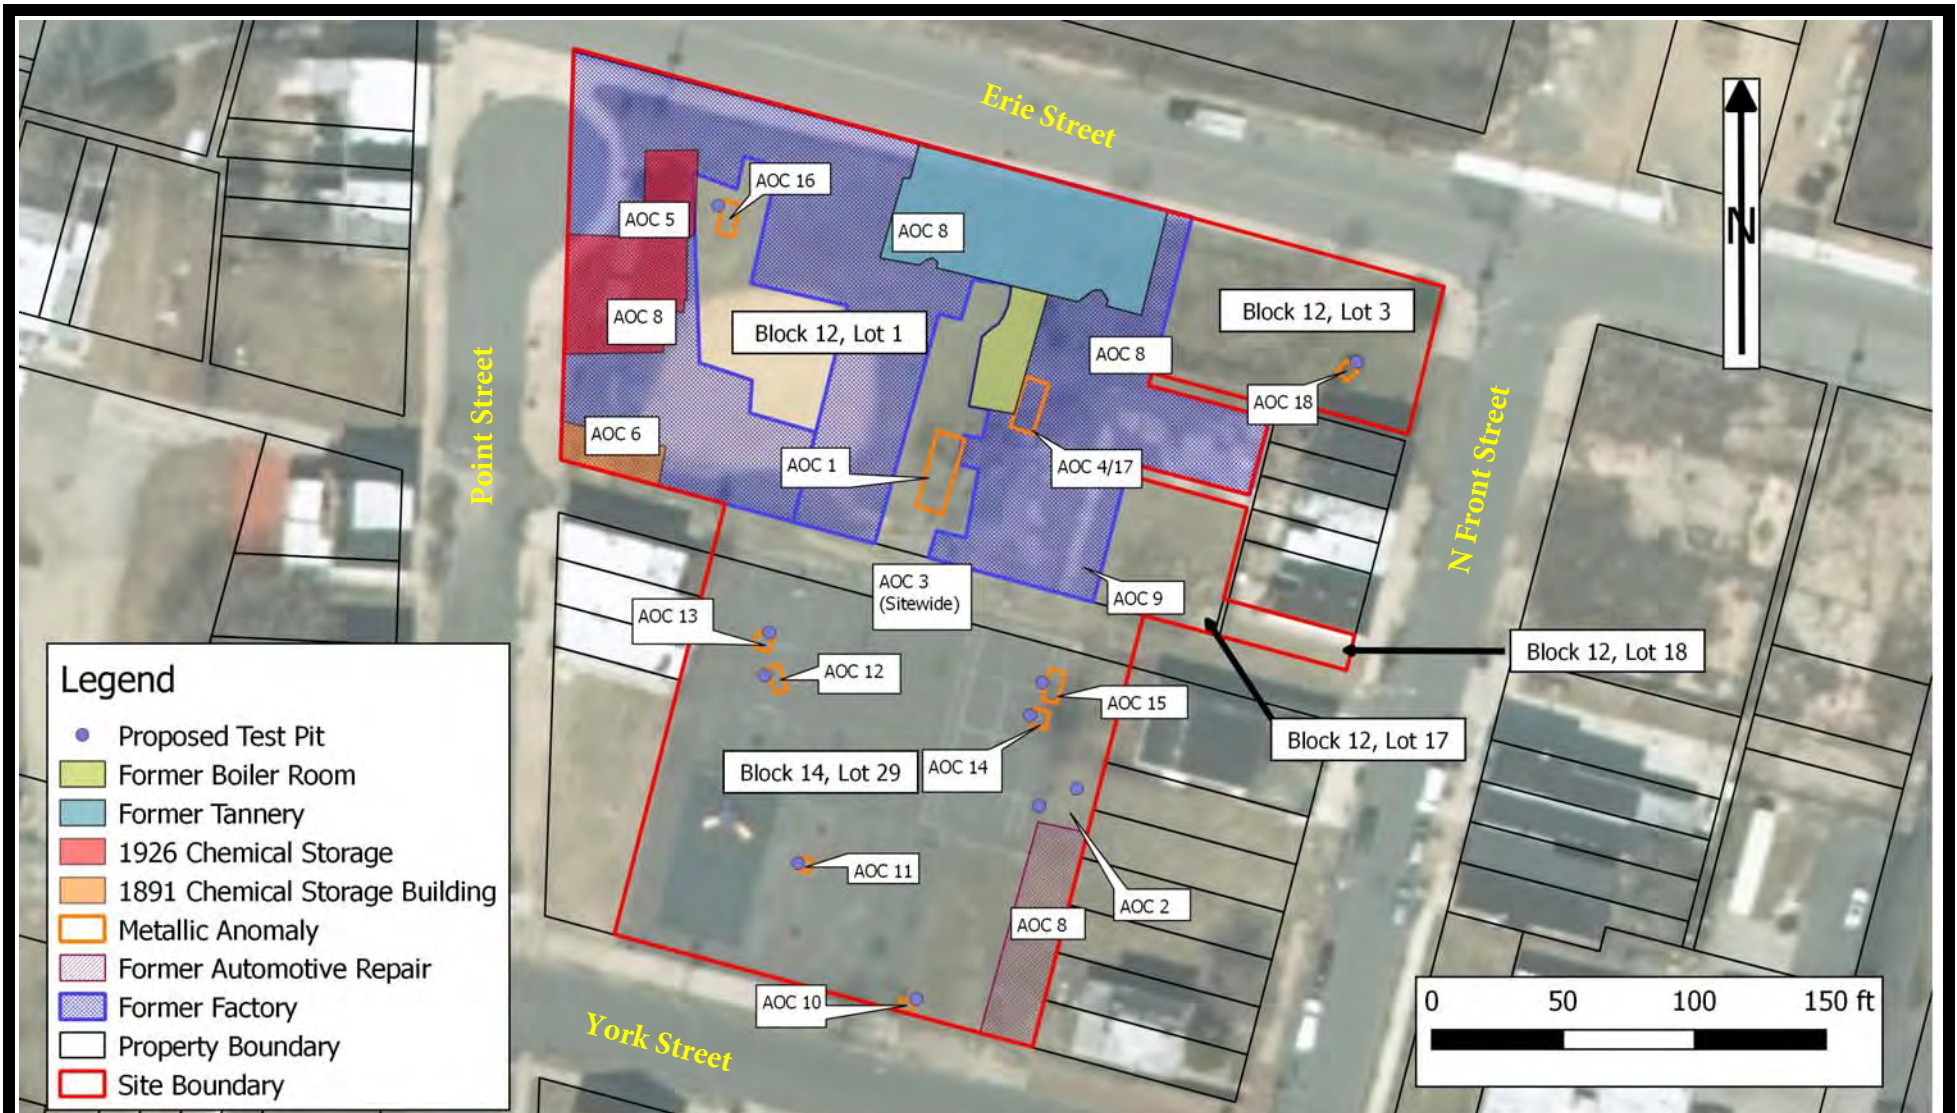 Erie Street
N
AOC 16
AOC 5
AOC 8
Block 12, Lot 3
AOC 8
Block 12, Lot 1
AOC 8
AOC 18
Point Street
N Front Street
AOC 6
AOC 1
AOC 4/17
AOC 3
(Sitewide)
AOC 9
AOC 13
AOC 12
Block 12, Lot 18
AOC 15
Block 12, Lot 17
Block 14, Lot 29
AOC 14
AOC 11
AOC 2
AOC 8
AOC 10
York Street
Legend
Proposed Test Pit
Former Boiler Room
Former Tannery
1926 Chemical Storage
1891 Chemical Storage Building
Metallic Anomaly
Former Automotive Repair
Former Factory
Property Boundary
Site Boundary
0 50 100 150 ft